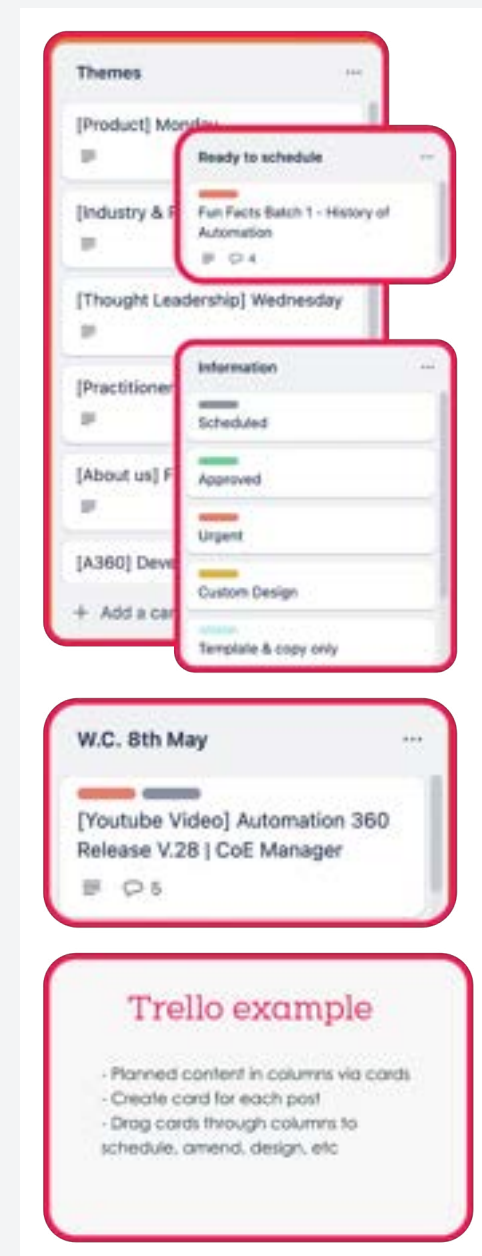 Themes
[Product] Monday
Ready to schedule
Fun Facts Batch 1 - History of
Automation
4
[Industry &
[Thought Leadership] Wednesday
Information
Scheduled
[Practitioner
Approved
[About us] F
Urgent
[A360] Deve
Custom Design
+ Add a car
Template & copy only
W.C. 8th May
[Youtube Video] Automation 360
Release V.28 | CoE Manager
5
Trello example
- Planned content in columns via cards
- Create card for each post
- Drag cards through columns to
schedule, amend, design, etc